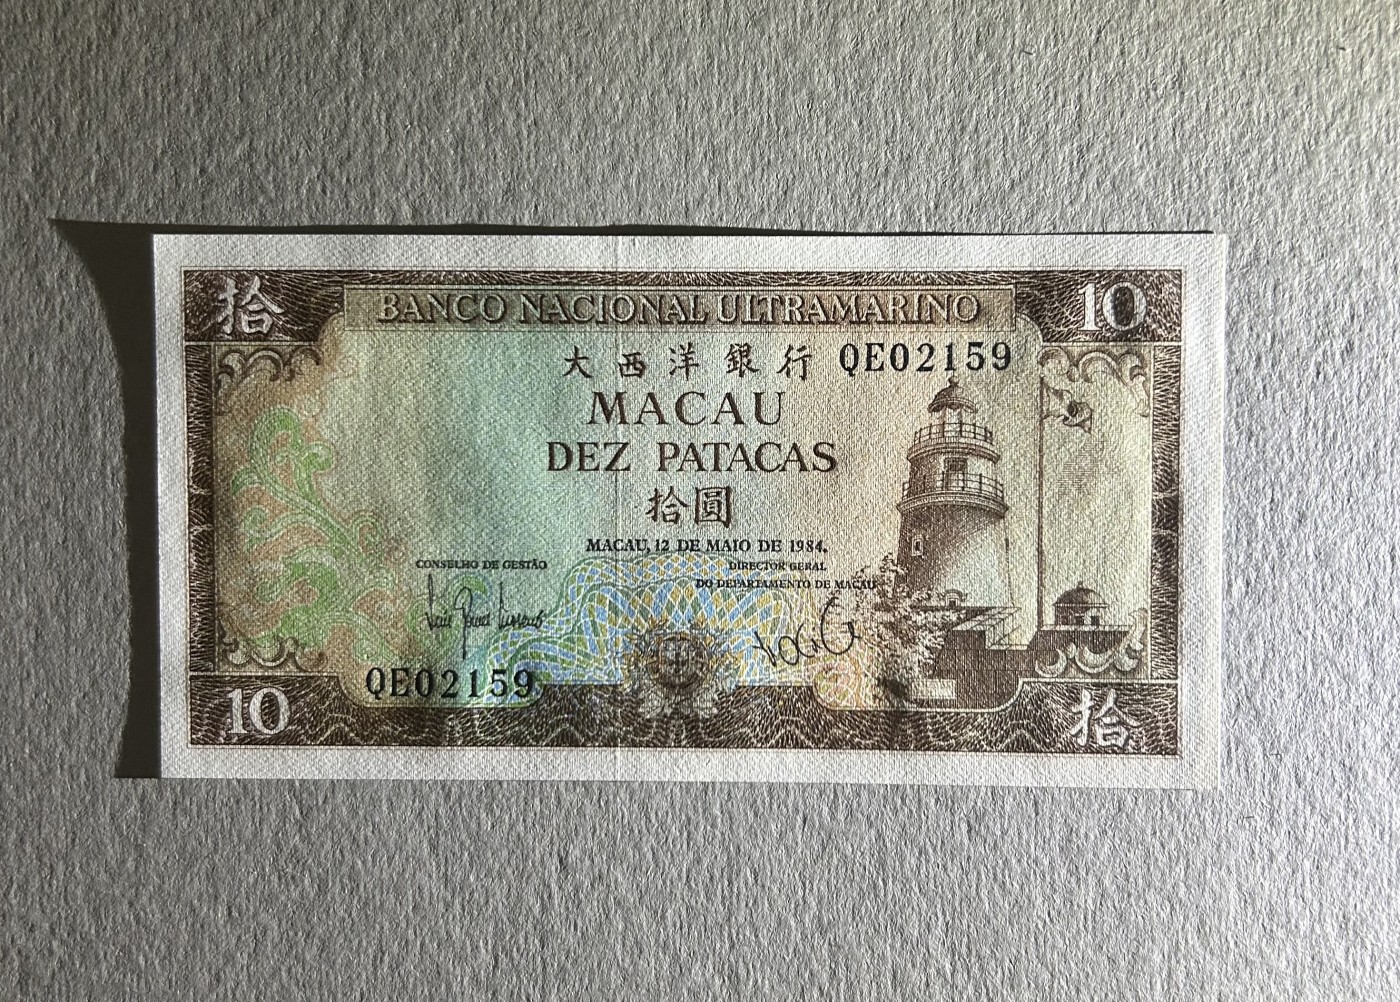 拾
BANCO NACIONAL ULTRAMARINO
10
大西洋銀行 QE02159
MACAU
DEZ PATACAS
拾圓
MACAU, 12 DE MAIO DE 1984.
CONSELHO DE GESTÃO
DIRECTOR GERAL
DO DEPARTAMENTO DE MACAU
QE02159
10
拾